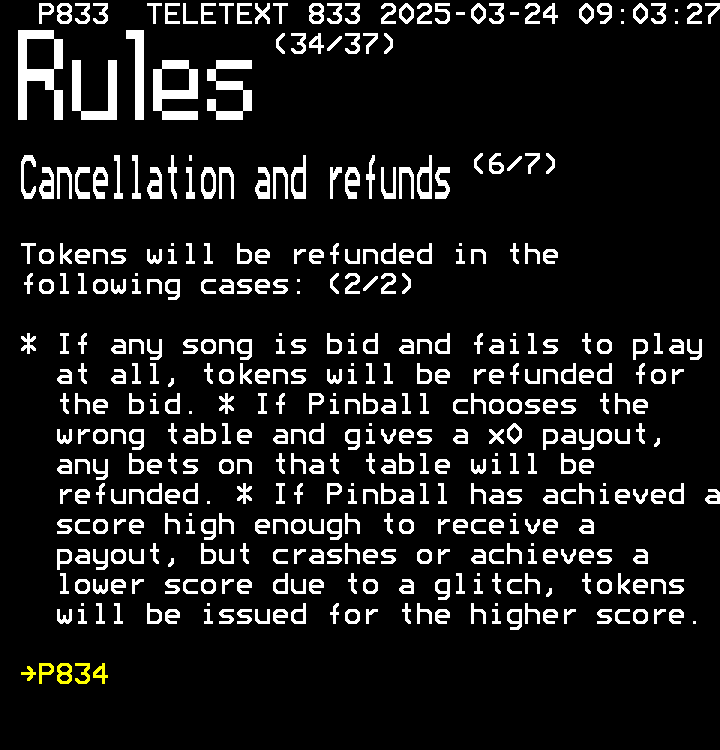 P833  TELETEXT 833 2025-03-24 09:03:27
Rules (34/37)
Cancellation and refunds (6/7)
Tokens will be refunded in the
following cases: (2/2)
* If any song is bid and fails to play
at all, tokens will be refunded for
the bid. * If Pinball chooses the
wrong table and gives a x0 payout,
any bets on that table will be
refunded. * If Pinball has achieved a
score high enough to receive a
payout, but crashes or achieves a
lower score due to a glitch, tokens
will be issued for the higher score.
→P834